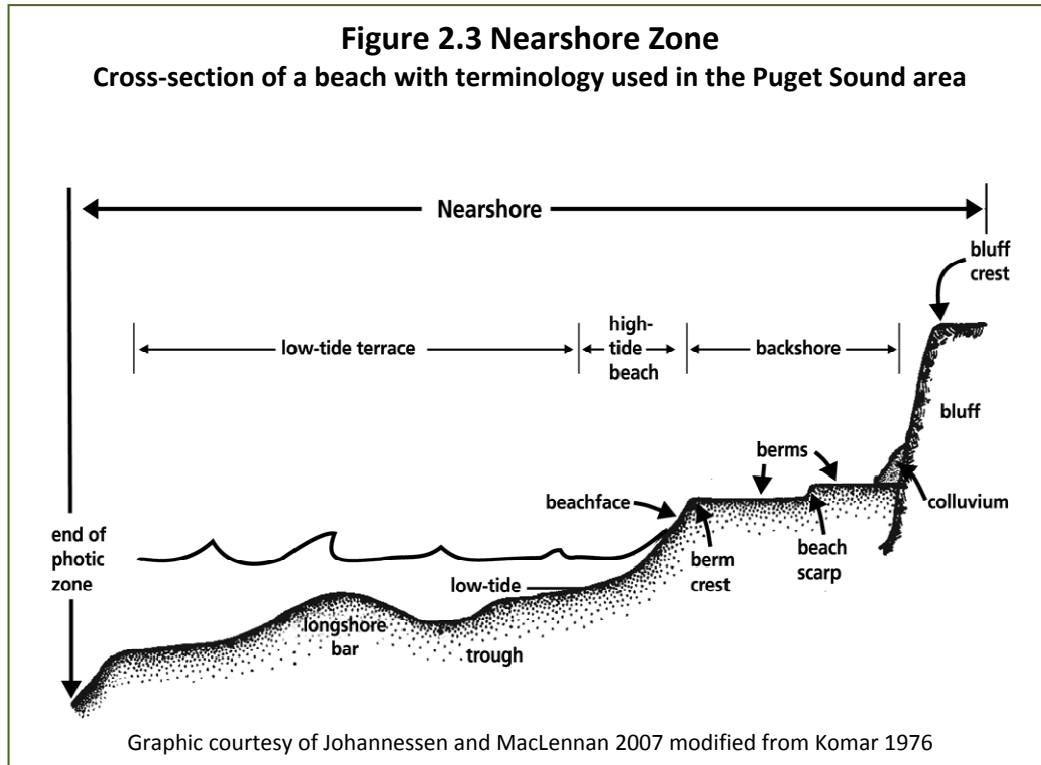 Figure 2.3 Nearshore Zone
Cross-section of a beach with terminology used in the Puget Sound area
Nearshore
bluff
crest
low-tide terrace
high-
tide
beach
backshore
bluff
berms
beachface
colluvium
end of
photic
zone
berm
crest
beach
scarp
low-tide
longshore
bar
trough
Graphic courtesy of Johannessen and MacLennan 2007 modified from Komar 1976